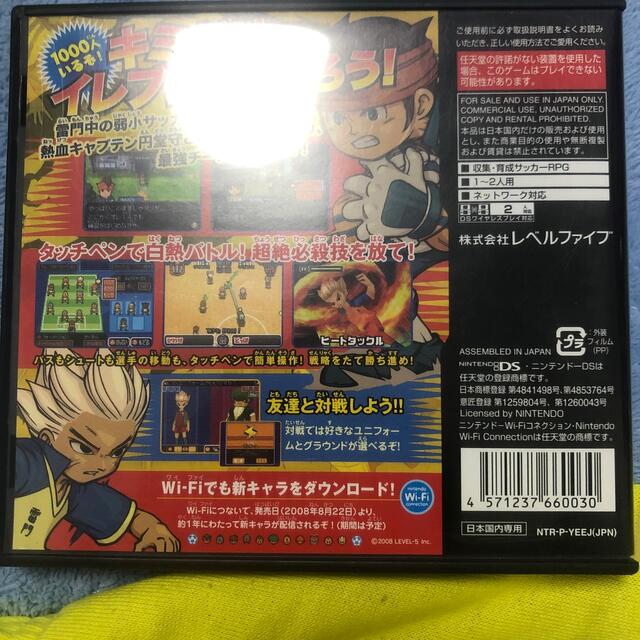 1000人
いるぞ!
キミ
ろう!
イレブ
雷門中の弱小サッ
熱血キャプテン円堂守
最強チ
タッチペンで白熱バトル!超絶必殺技を放て!
ヒートタックル
パスもシュートも選手の移動も、タッチペンで簡単操作!戦略をたて勝ち進め!
友達と対戦しよう!!
対戦では好きなユニフォー
ムとグラウンドが選べるぞ!
Wi-Fiでも新キャラをダウンロード!
Wi-Fiにつないで、発売日(2008年8月22日)より、
約1年にわたって新キャラが配信されるぞ!(期間は予定)
nintendo
Wi-Fi
connection
©2008 LEVEL-5 Inc.
雷門
ご使用前に必ず取扱説明書をよくお読み
いただき、正しい使用方法でご愛用ください。
任天堂の許諾がない装置を使用した
場合、このゲームはプレイできない
可能性があります。
FOR SALE AND USE IN JAPAN ONLY.
COMMERCIAL USE, UNAUTHORIZED
COPY AND RENTAL PROHIBITED.
本品は日本国内だけの販売および使用
とし、また商業目的の使用や無断複製
および賃貸は禁止されています。
収集・育成サッカーRPG
1~2人用
ネットワーク対応
2人対応
DSワイヤレスプレイ対応
株式会社レベルファイブ
プラ
:外装
フィルム
(PP)
ASSEMBLED IN JAPAN
NINTENDO DS・ニンテンドーDSは
任天堂の登録商標です。
日本商標登録 第4841498号、第4853764号
意匠登録 第1259804号、第1260043号
Licensed by NINTENDO
ニンテンドーWi-Fiコネクション・Nintendo
Wi-Fi Connectionは任天堂の商標です。
4 571237 660030
日本国内専用
NTR-P-YEEJ(JPN)